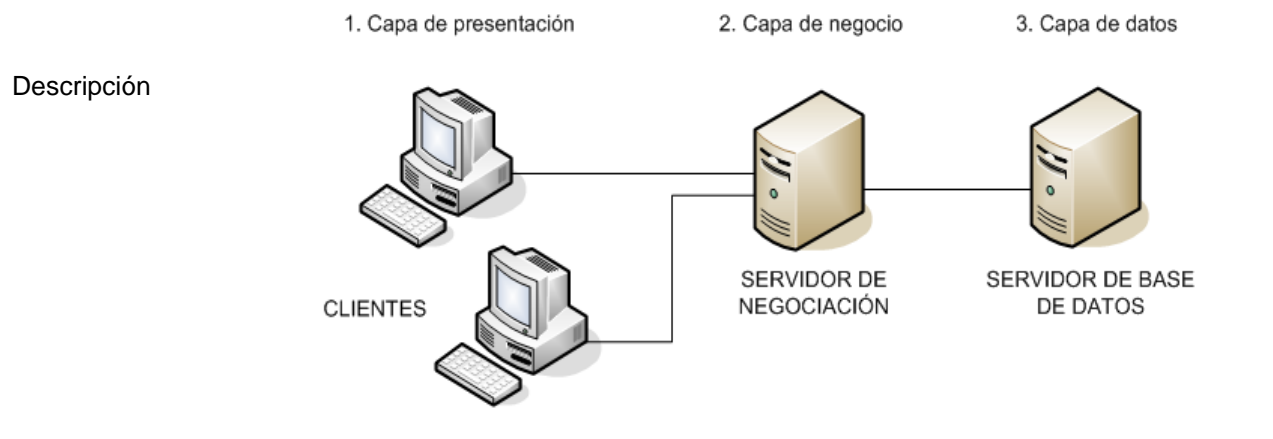 1. Capa de presentación
2. Capa de negocio
3. Capa de datos
Descripción
CLIENTES
SERVIDOR DE
NEGOCIACIÓN
SERVIDOR DE BASE
DE DATOS